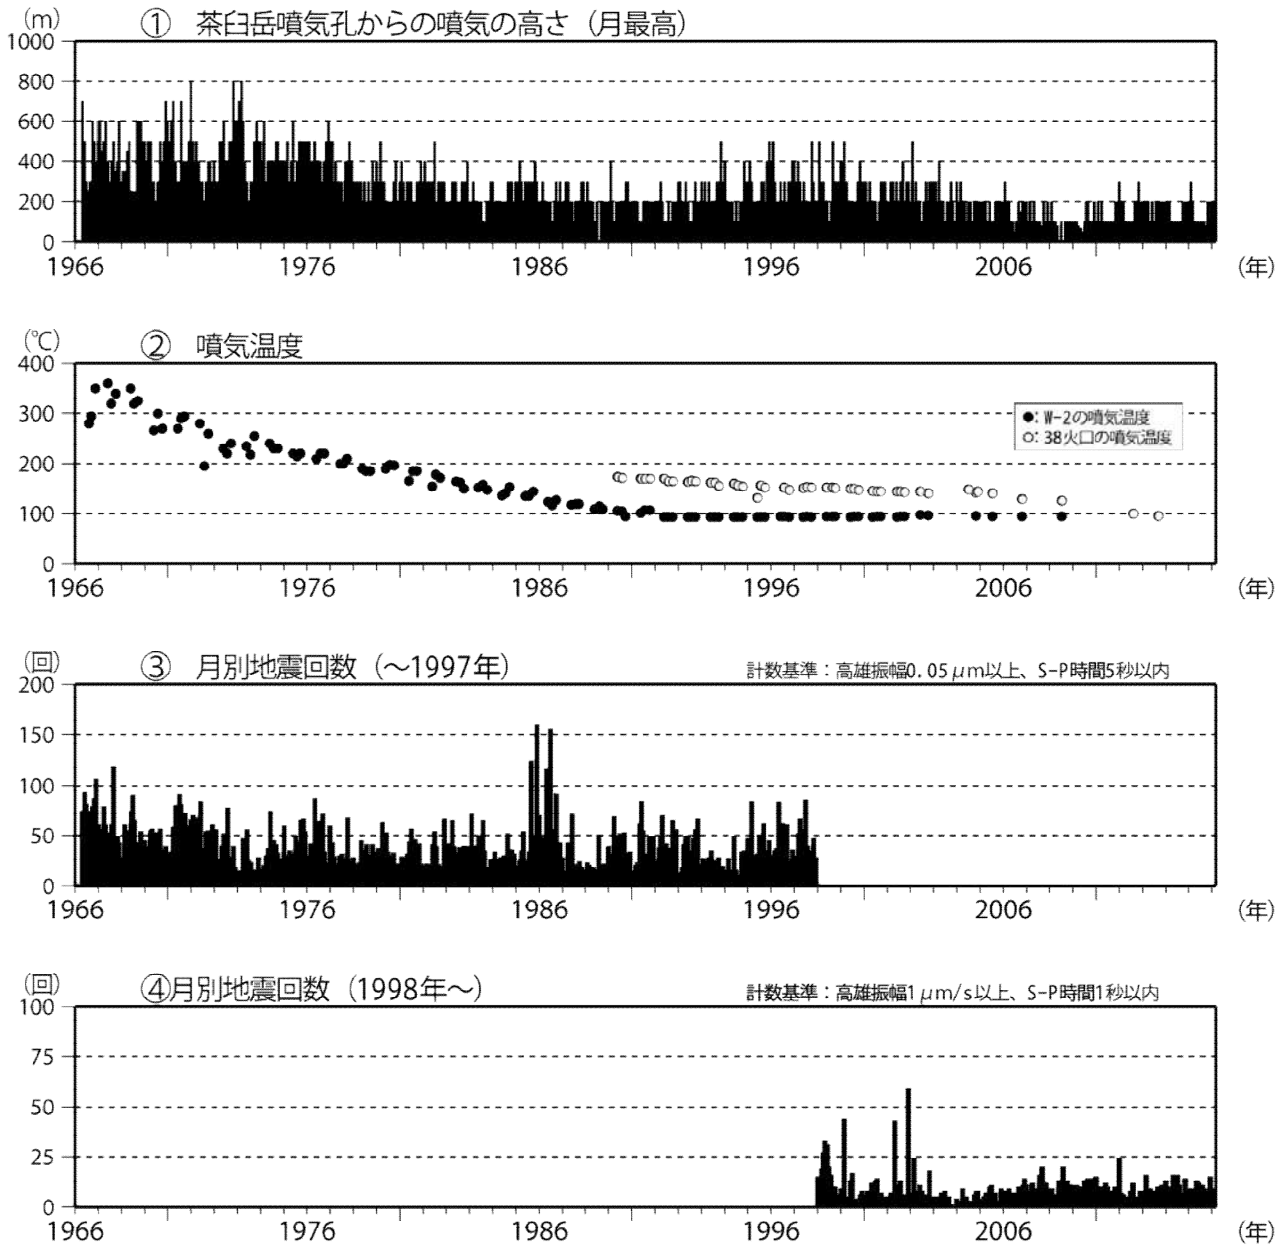 (m) ① 茶臼岳噴気孔からの噴気の高さ（月最高）
1000
800
600
400
200
0
1966 1976 1986 1996 2006 (年)
(℃) ② 噴気温度
400
300
200
100
0
●: W-2の噴気温度
○: 38火口の噴気温度
1966 1976 1986 1996 2006 (年)
(回) ③ 月別地震回数（～1997年） 計数基準：高雄振幅0.05μm以上、S-P時間5秒以内
200
150
100
50
0
1966 1976 1986 1996 2006 (年)
(回) ④月別地震回数（1998年～） 計数基準：高雄振幅1μm/s以上、S-P時間1秒以内
100
75
50
25
0
1966 1976 1986 1996 2006 (年)